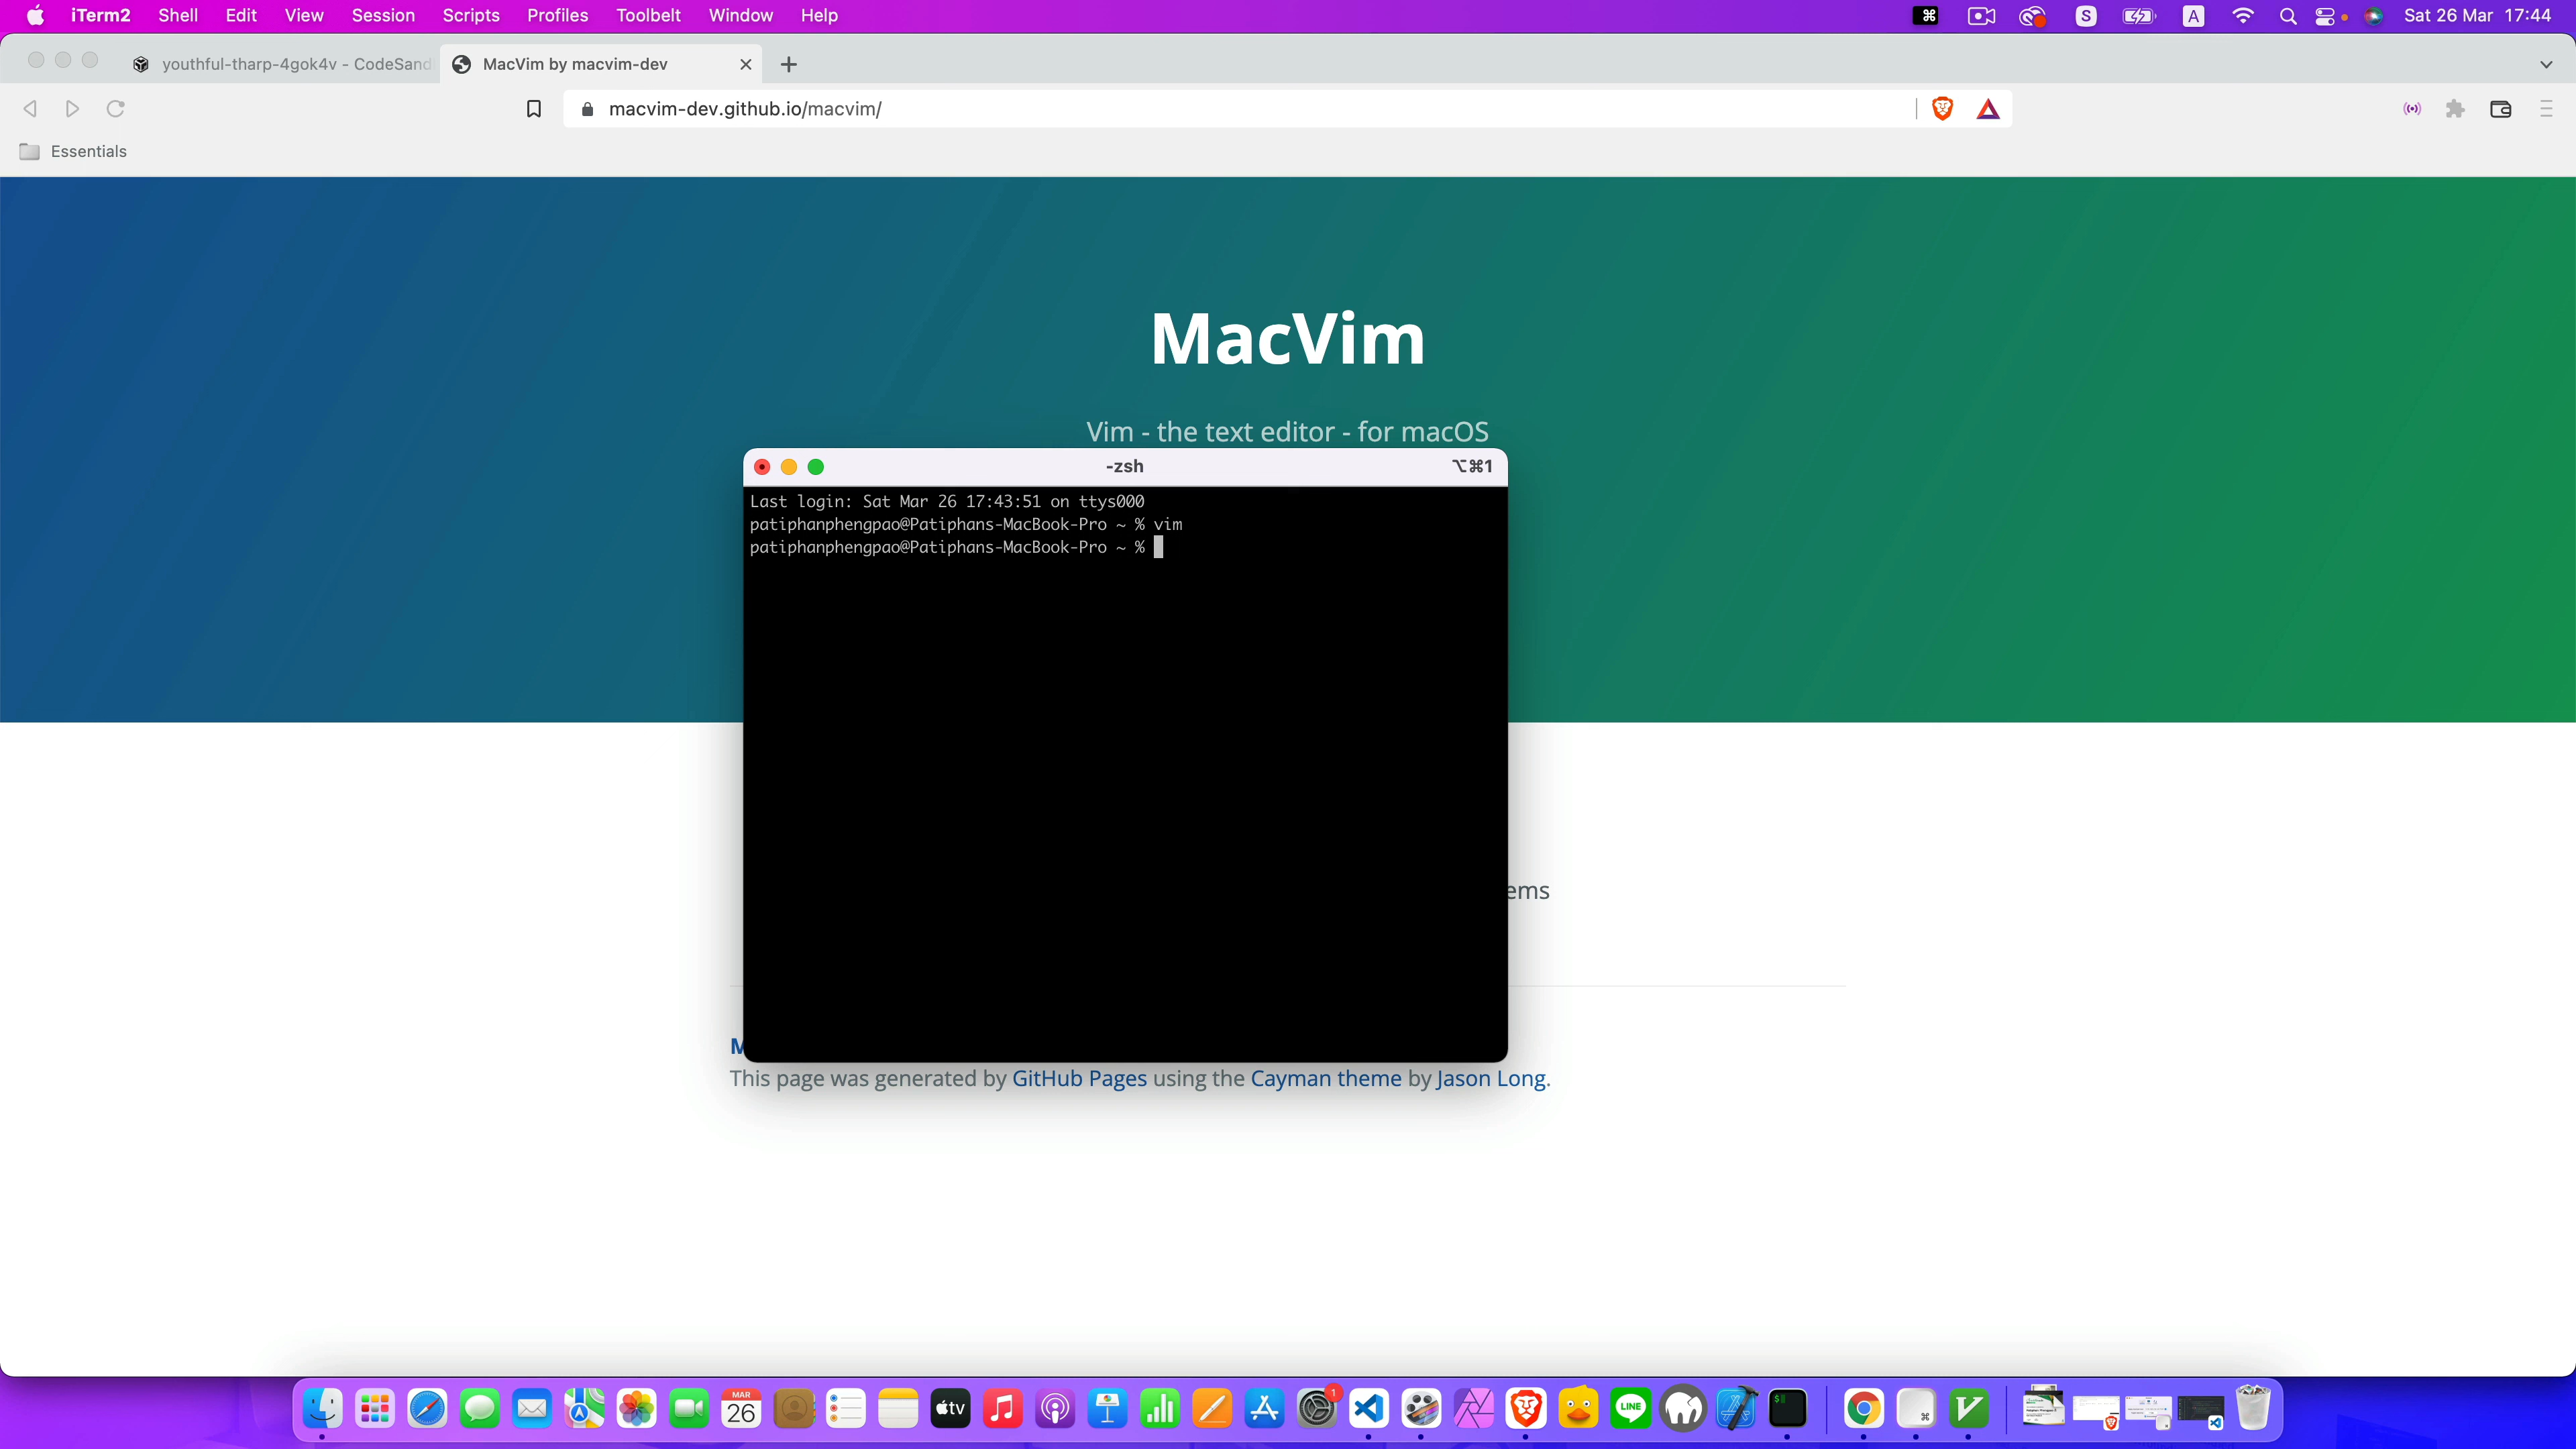 iTerm2 Shell Edit View Session Scripts Profiles Toolbelt Window Help
S A Sat 26 Mar 17:44
youthful-tharp-4gok4v - CodeSand
MacVim by macvim-dev
macvim-dev.github.io/macvim/
Essentials
MacVim
Vim - the text editor - for macOS
-zsh
⌥⌘1
Last login: Sat Mar 26 17:43:51 on ttys000
patiphanphengpao@Patiphans-MacBook-Pro ~ % vim
patiphanphengpao@Patiphans-MacBook-Pro ~ %
ems
M
This page was generated by GitHub Pages using the Cayman theme by Jason Long.
MAR
26
tv
1
LINE
$